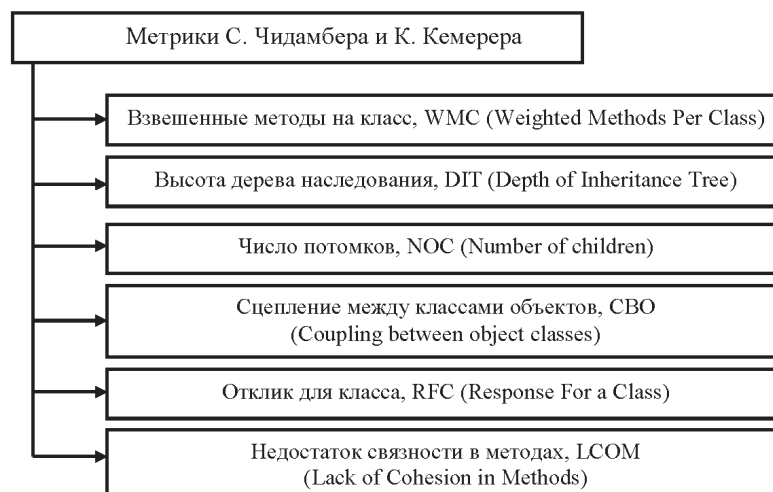 Метрики С. Чидамбера и К. Кемерера
Взвешенные методы на класс, WMC (Weighted Methods Per Class)
Высота дерева наследования, DIT (Depth of Inheritance Tree)
Число потомков, NOC (Number of children)
Сцепление между классами объектов, CBO
(Coupling between object classes)
Отклик для класса, RFC (Response For a Class)
Недостаток связности в методах, LCOM
(Lack of Cohesion in Methods)